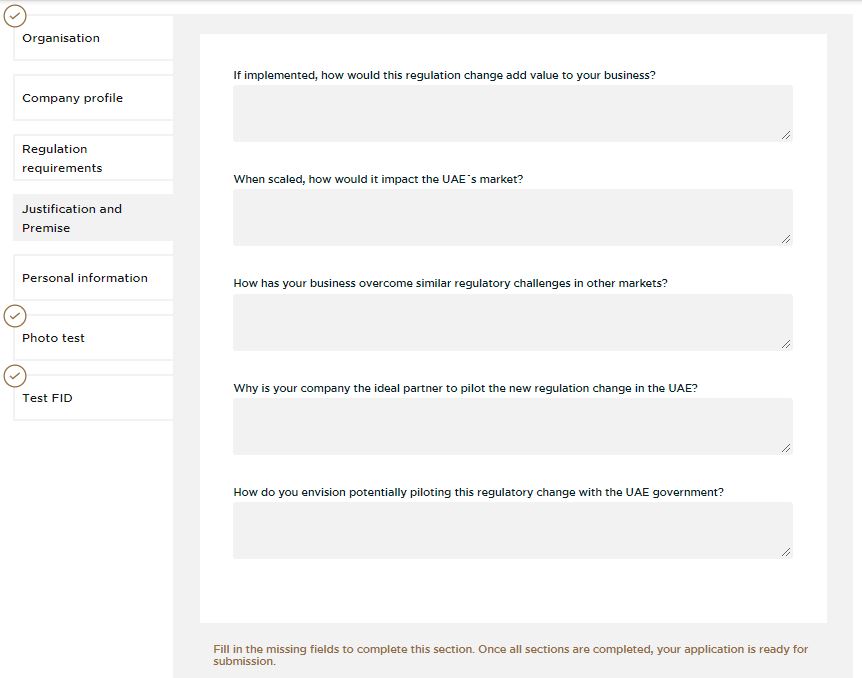 Organisation
Company profile
Regulation
requirements
Justification and
Premise
Personal information
Photo test
Test FID
If implemented, how would this regulation change add value to your business?
When scaled, how would it impact the UAE´s market?
How has your business overcome similar regulatory challenges in other markets?
Why is your company the ideal partner to pilot the new regulation change in the UAE?
How do you envision potentially piloting this regulatory change with the UAE government?
Fill in the missing fields to complete this section. Once all sections are completed, your application is ready for
submission.